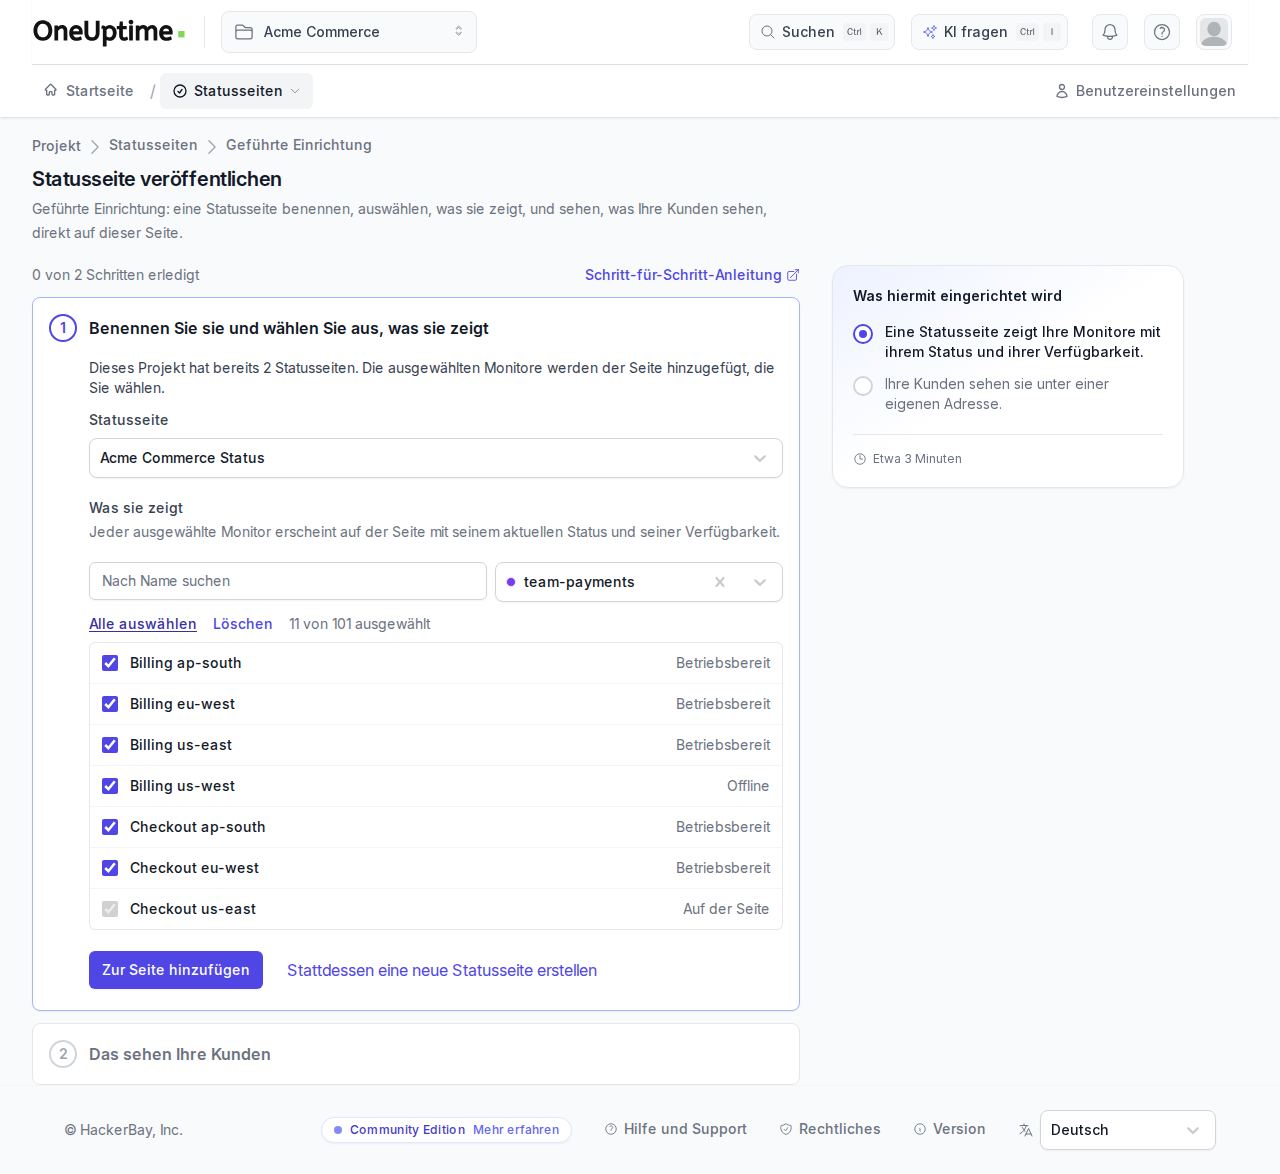 OneUptime
Acme Commerce
Suchen Ctrl K
KI fragen Ctrl I
Startseite / Statusseiten
Benutzereinstellungen
Projekt Statusseiten Geführte Einrichtung
Statusseite veröffentlichen
Geführte Einrichtung: eine Statusseite benennen, auswählen, was sie zeigt, und sehen, was Ihre Kunden sehen,
direkt auf dieser Seite.
0 von 2 Schritten erledigt
Schritt-für-Schritt-Anleitung
1 Benennen Sie sie und wählen Sie aus, was sie zeigt
Dieses Projekt hat bereits 2 Statusseiten. Die ausgewählten Monitore werden der Seite hinzugefügt, die
Sie wählen.
Statusseite
Acme Commerce Status
Was sie zeigt
Jeder ausgewählte Monitor erscheint auf der Seite mit seinem aktuellen Status und seiner Verfügbarkeit.
Nach Name suchen
team-payments
Alle auswählen Löschen 11 von 101 ausgewählt
Billing ap-south Betriebsbereit
Billing eu-west Betriebsbereit
Billing us-east Betriebsbereit
Billing us-west Offline
Checkout ap-south Betriebsbereit
Checkout eu-west Betriebsbereit
Checkout us-east Auf der Seite
Zur Seite hinzufügen Stattdessen eine neue Statusseite erstellen
2 Das sehen Ihre Kunden
Was hiermit eingerichtet wird
Eine Statusseite zeigt Ihre Monitore mit
ihrem Status und ihrer Verfügbarkeit.
Ihre Kunden sehen sie unter einer
eigenen Adresse.
Etwa 3 Minuten
© HackerBay, Inc.
Community Edition Mehr erfahren
Hilfe und Support
Rechtliches
Version
Deutsch